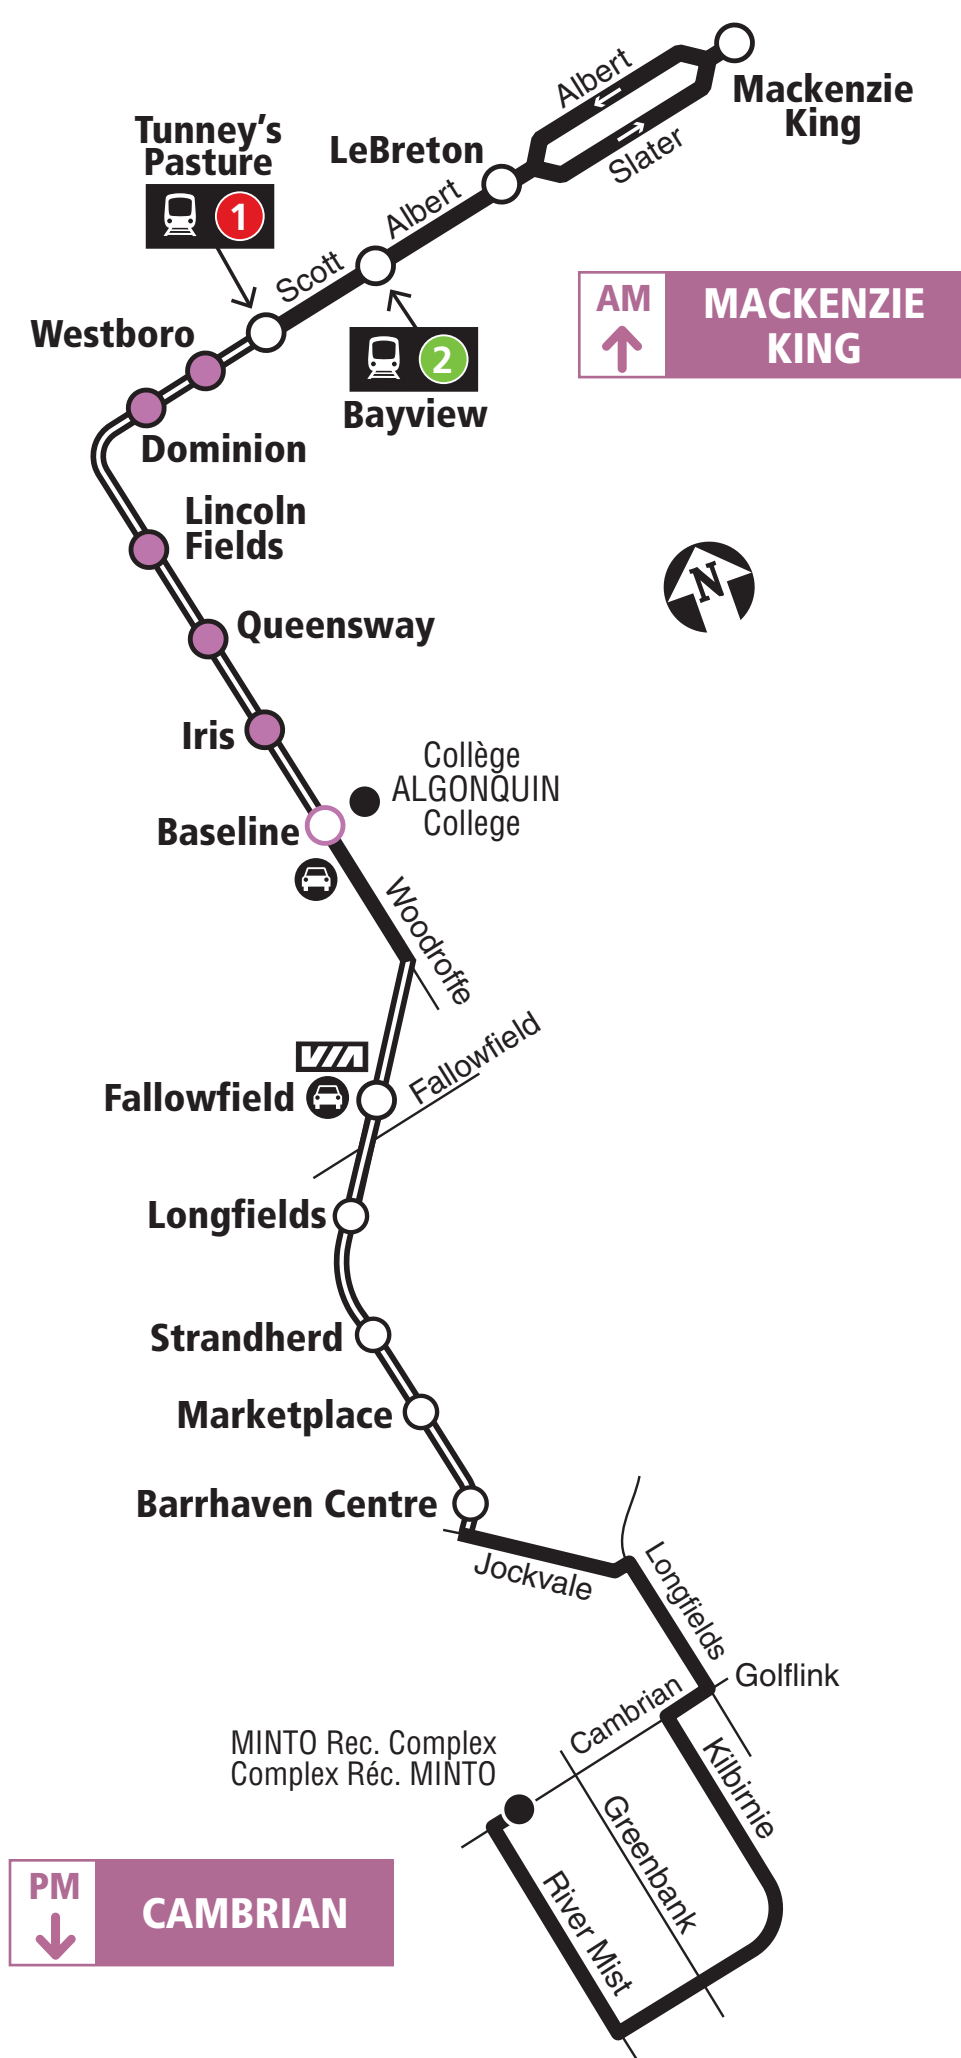 Albert
Mackenzie
King
Slater
Tunney's
Pasture
1
LeBreton
Albert
Scott
AM
MACKENZIE
KING
Westboro
2
Bayview
Dominion
Lincoln
Fields
N
Queensway
Iris
Collège
ALGONQUIN
College
Baseline
Woodroffe
VIA
Fallowfield
Fallowfield
Longfields
Strandherd
Marketplace
Barrhaven Centre
Jockvale
Longfields
Golflink
Cambrian
MINTO Rec. Complex
Complex Réc. MINTO
Kilbirnie
Greenbank
River Mist
PM
CAMBRIAN